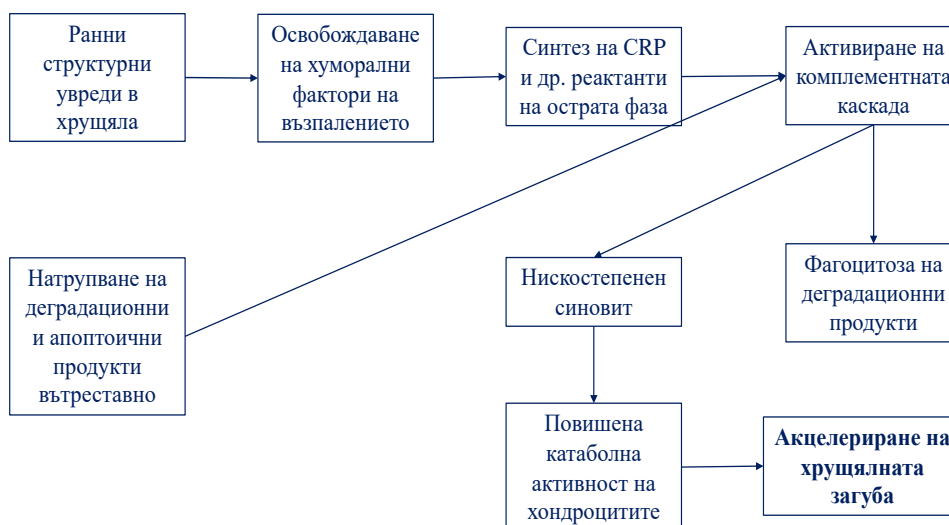 Ранни
структурни
увреди в
хрущяла
Освобождаване
на хуморални
фактори на
възпалението
Синтез на CRP
и др. реактанти
на острата фаза
Активиране на
комплементната
каскада
Натрупване на
деградационни
и апоптоични
продукти
вътреставно
Нискостепенен
синовит
Фагоцитоза на
деградационни
продукти
Повишена
катаболна
активност на
хондроцитите
Акцелериране на
хрущялната
загуба